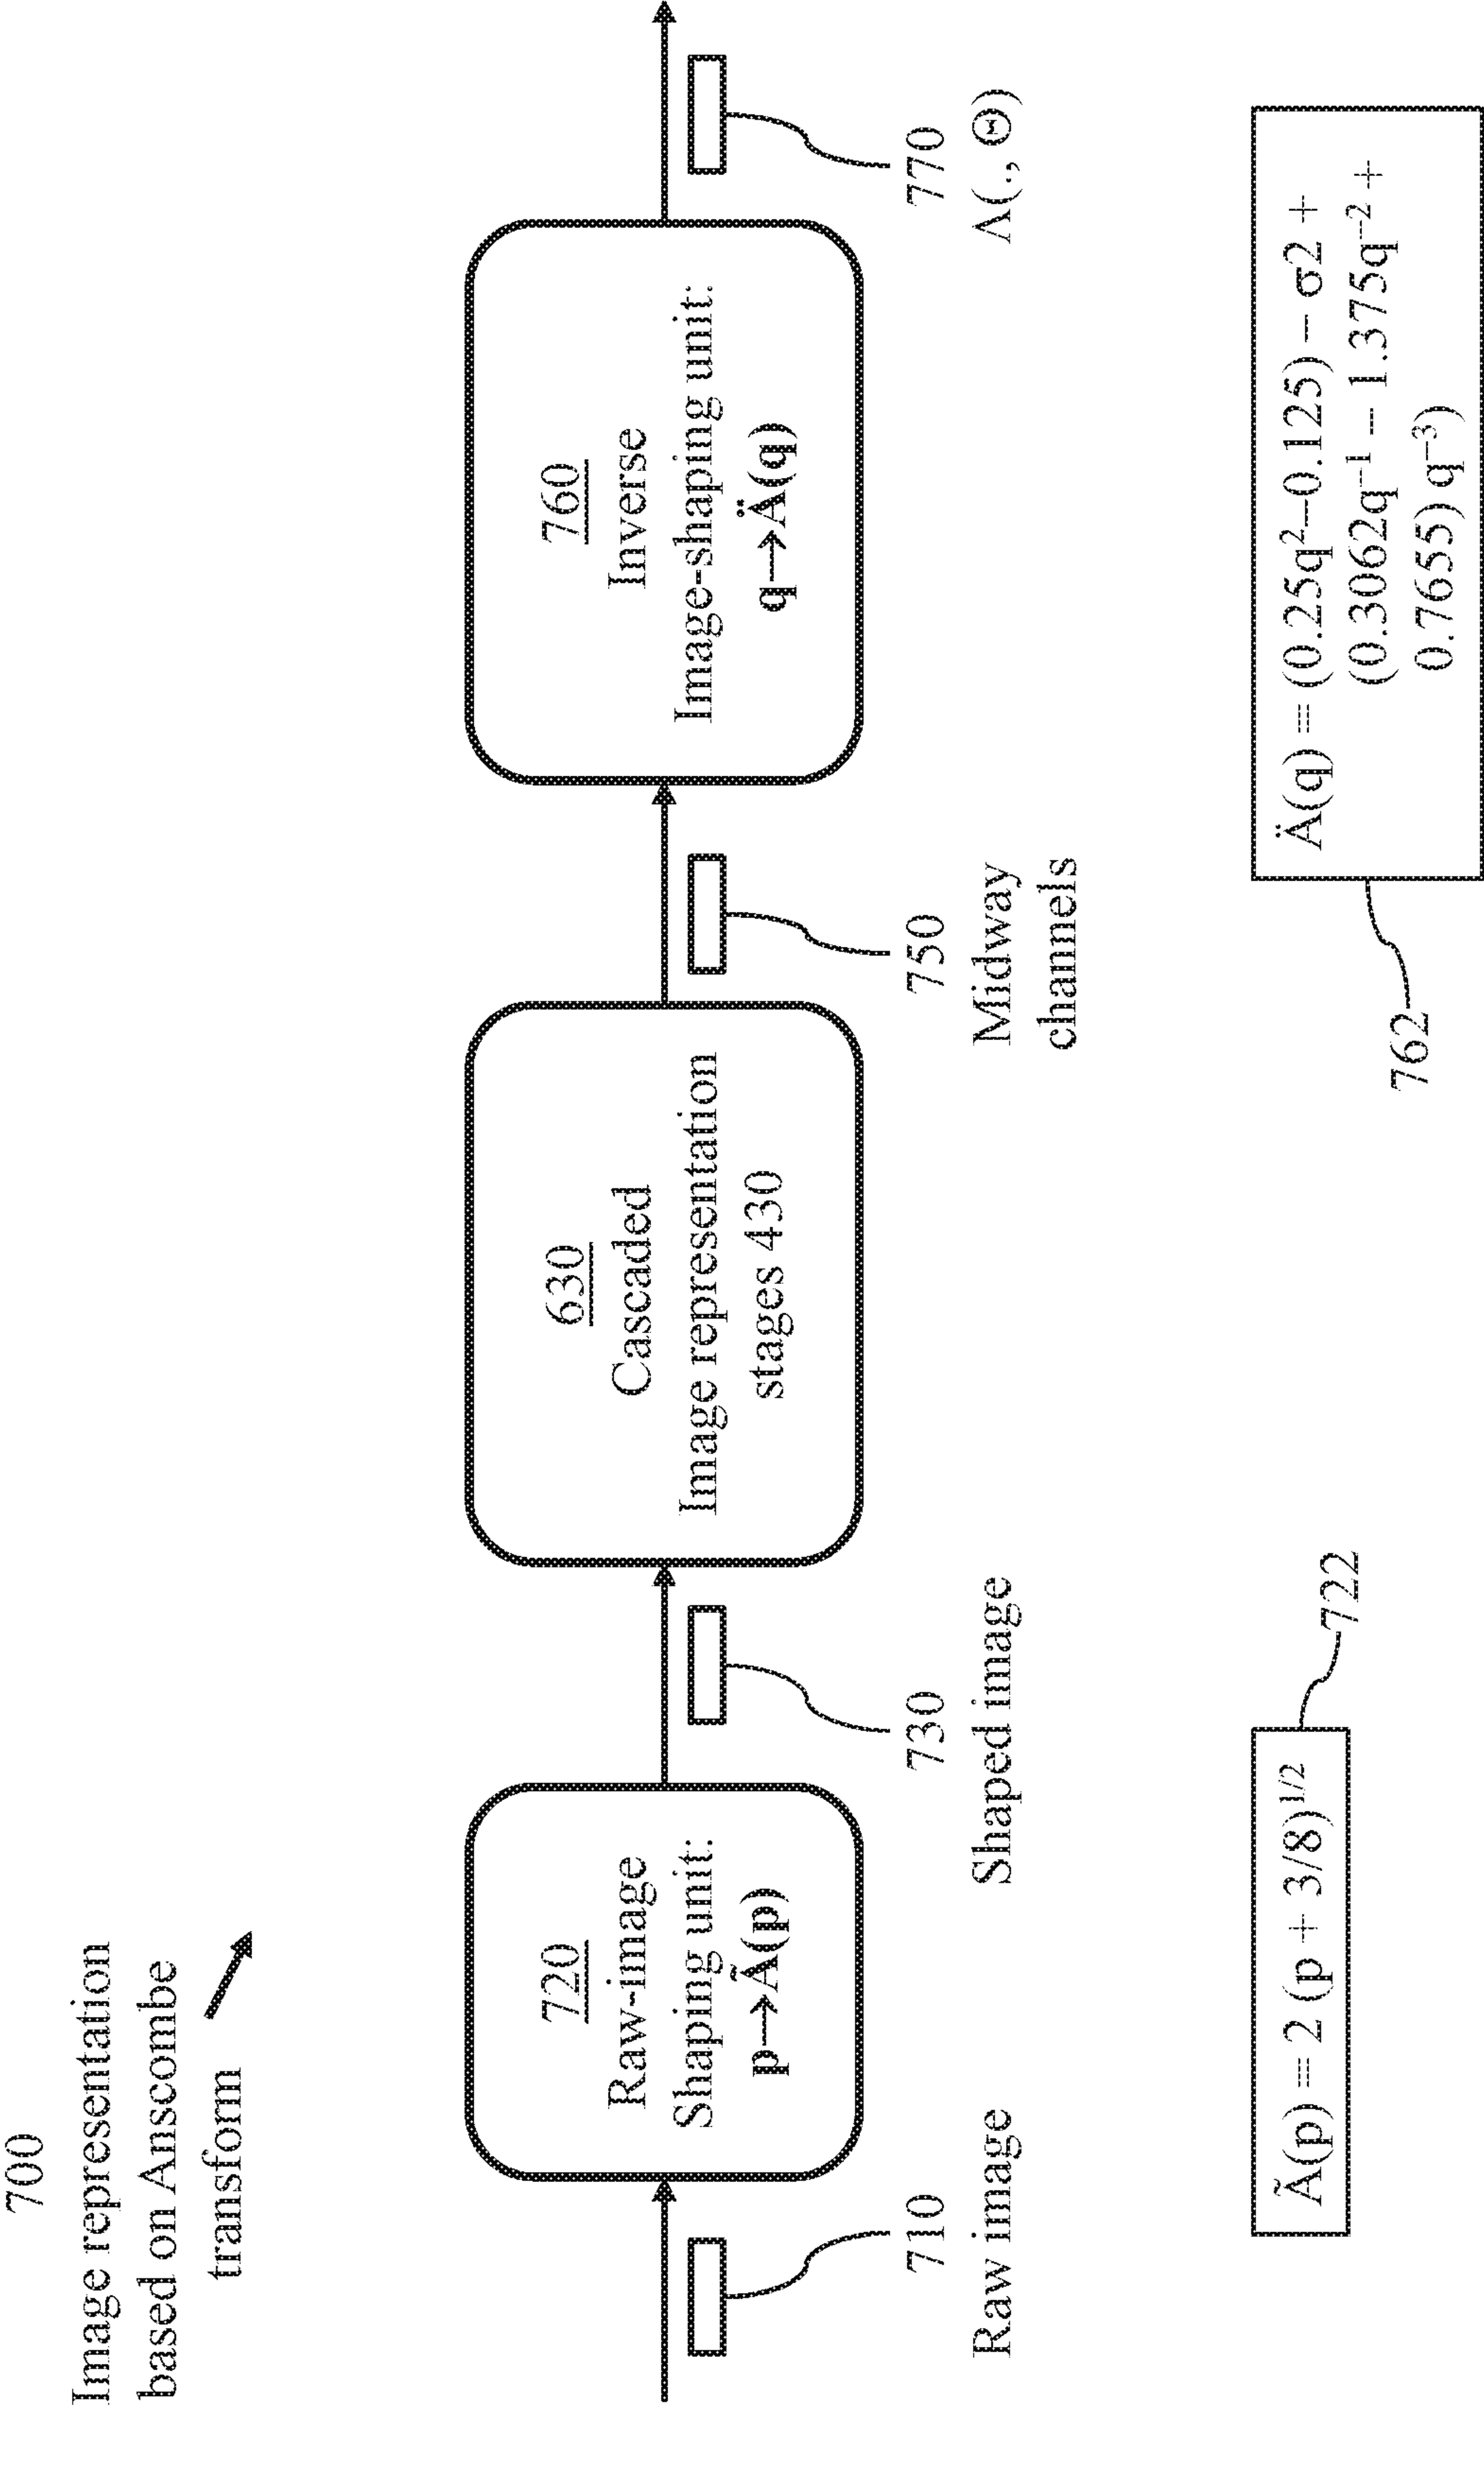 700
Image representation
based on Anscombe
transform
720
Raw-image
Shaping unit:
p→Ã(p)
630
Cascaded
Image representation
stages 430
760
Inverse
Image-shaping unit:
q→Ä(q)
710
Raw image
730
Shaped image
750
Midway
channels
770
Λ(., Θ)
Ã(p) = 2 (p + 3/8)^1/2
722
Ä(q) = (0.25q²–0.125) – σ2 +
(0.3062q⁻¹ – 1.375q⁻² +
0.7655) q⁻³)
762